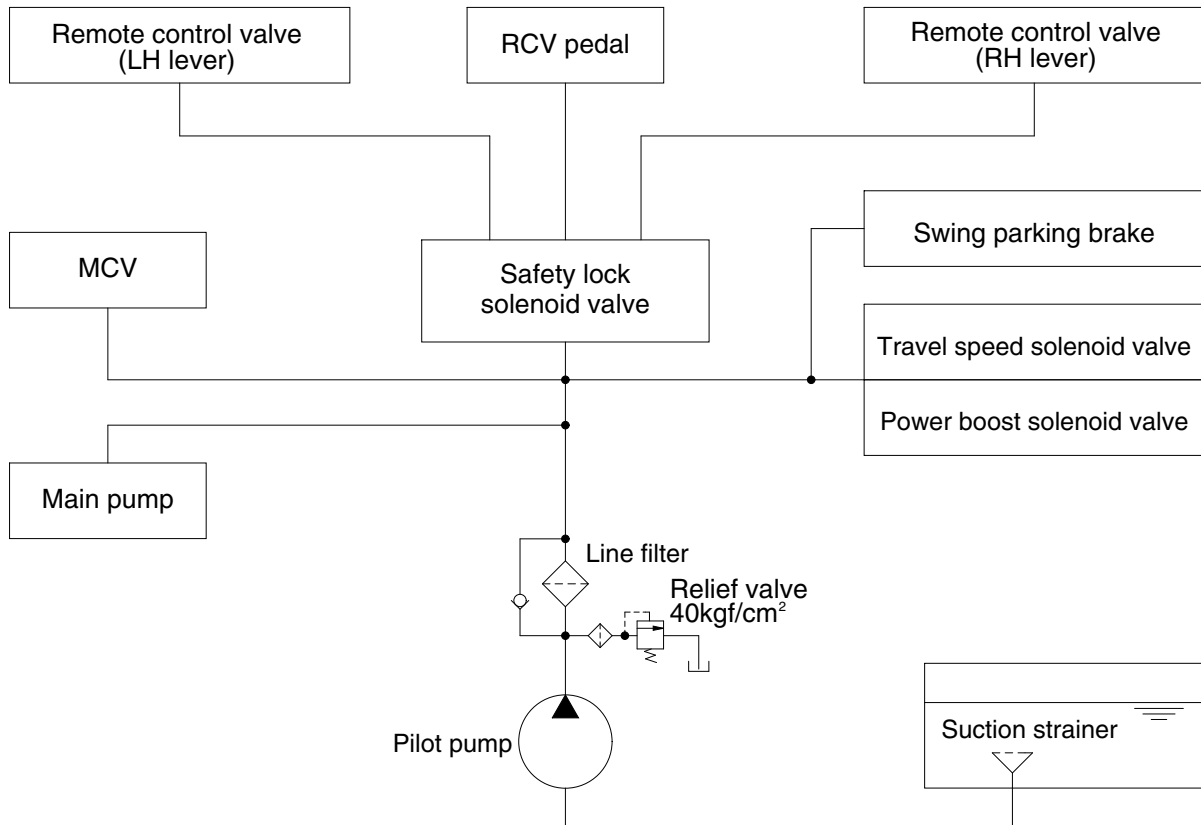 Remote control valve
(LH lever)
RCV pedal
Remote control valve
(RH lever)
MCV
Safety lock
solenoid valve
Swing parking brake
Travel speed solenoid valve
Power boost solenoid valve
Main pump
Line filter
Relief valve
40kgf/cm²
Pilot pump
Suction strainer